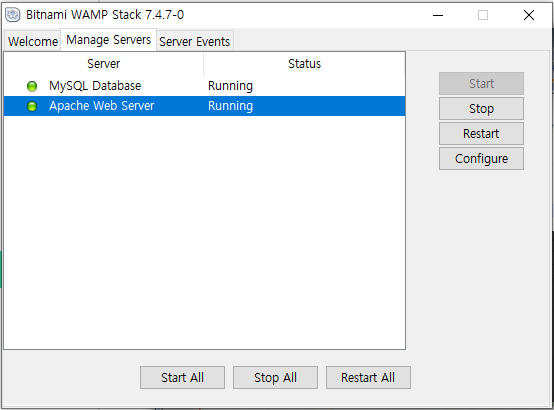 Bitnami WAMP Stack 7.4.7-0
Welcome Manage Servers Server Events
Server Status
MySQL Database Running
Apache Web Server Running
Start
Stop
Restart
Configure
Start All Stop All Restart All